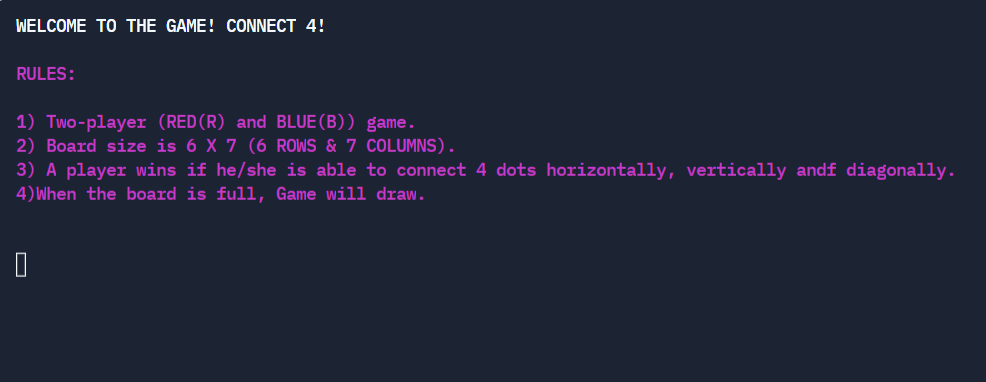 WELCOME TO THE GAME! CONNECT 4!
RULES:
1) Two-player (RED(R) and BLUE(B)) game.
2) Board size is 6 X 7 (6 ROWS & 7 COLUMNS).
3) A player wins if he/she is able to connect 4 dots horizontally, vertically andf diagonally.
4)When the board is full, Game will draw.